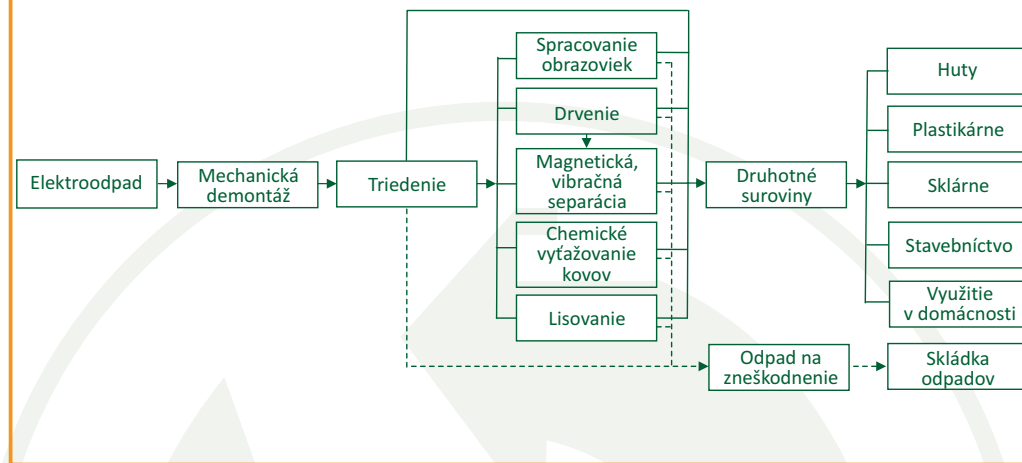 Elektroodpad
Mechanická
demontáž
Triedenie
Spracovanie
obrazoviek
Drvenie
Magnetická,
vibračná
separácia
Chemické
vyťažovanie
kovov
Lisovanie
Druhotné
suroviny
Odpad na
zneškodnenie
Huty
Plastikárne
Sklárne
Stavebníctvo
Využitie
v domácnosti
Skládka
odpadov